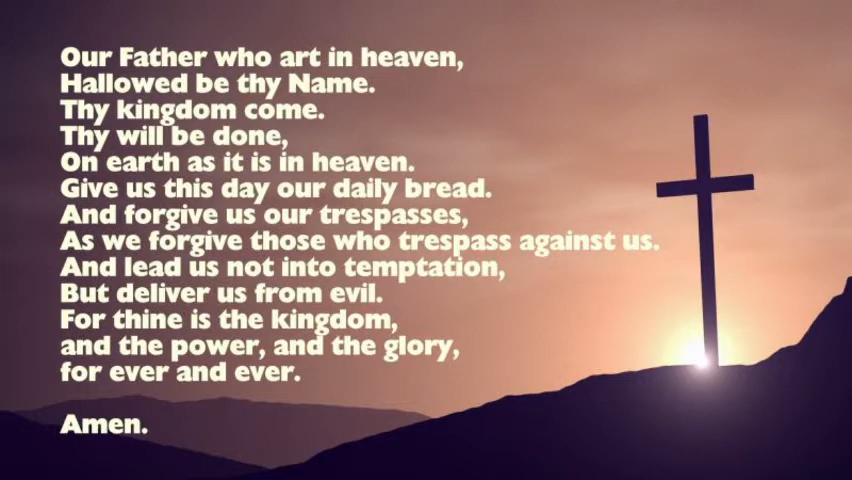 Our Father who art in heaven,
Hallowed be thy Name.
Thy kingdom come.
Thy will be done,
On earth as it is in heaven.
Give us this day our daily bread.
And forgive us our trespasses,
As we forgive those who trespass against us.
And lead us not into temptation,
But deliver us from evil.
For thine is the kingdom,
and the power, and the glory,
for ever and ever.
Amen.